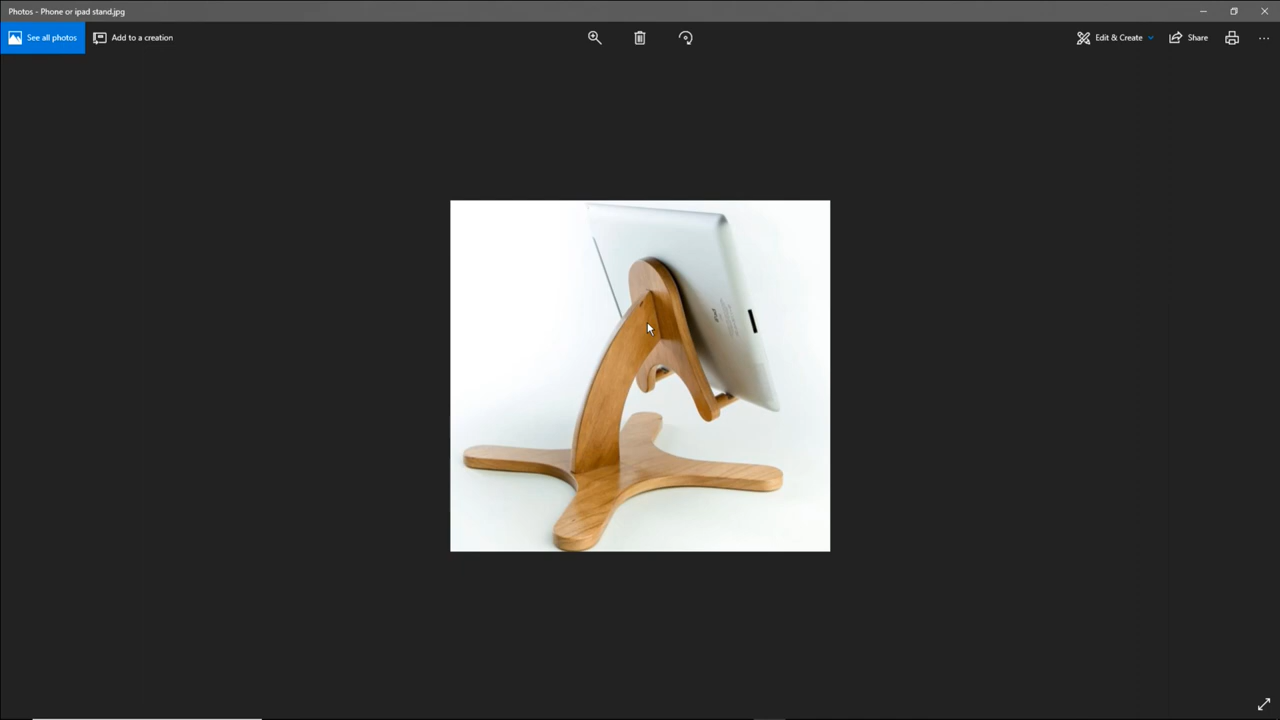 Photos - Phone or ipad stand.jpg
See all photos
Add to a creation
Edit & Create
Share